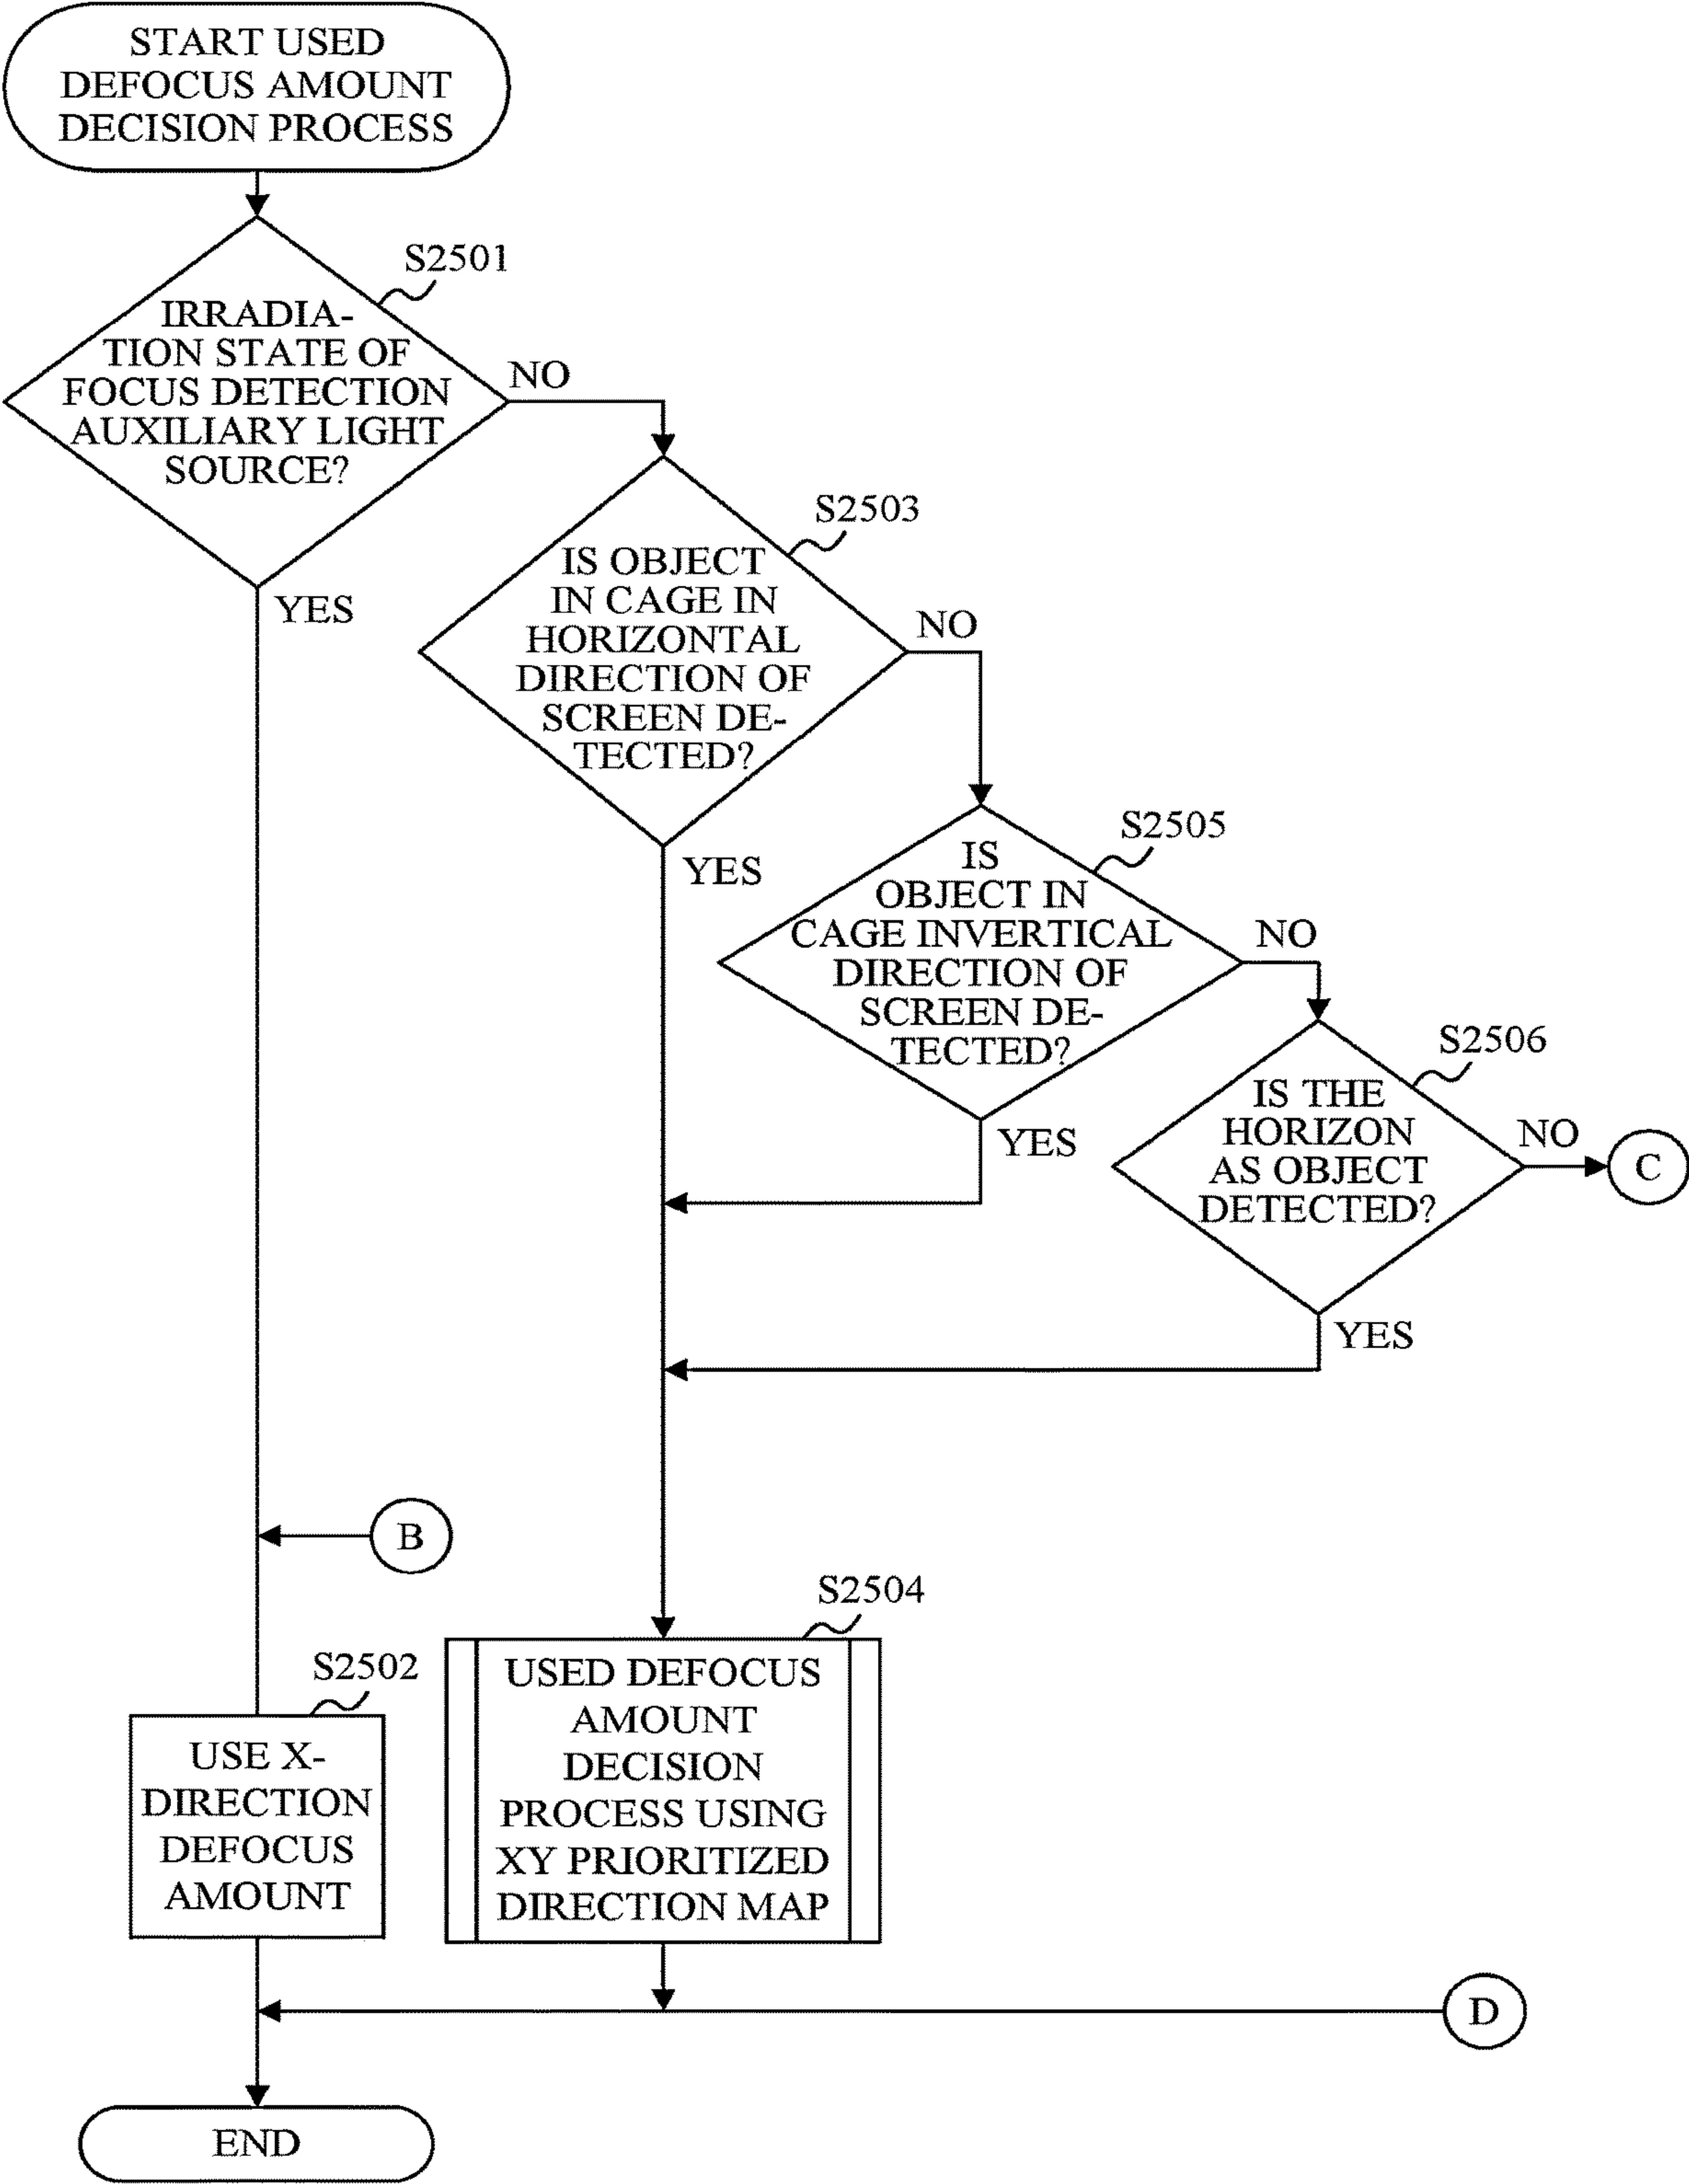 START USED
DEFOCUS AMOUNT
DECISION PROCESS
S2501
IRRADIA-
TION STATE OF
FOCUS DETECTION
AUXILIARY LIGHT
SOURCE?
NO
YES
S2503
IS OBJECT
IN CAGE IN
HORIZONTAL
DIRECTION OF
SCREEN DE-
TECTED?
NO
YES
S2505
IS
OBJECT IN
CAGE INVERTICAL
DIRECTION OF
SCREEN DE-
TECTED?
NO
YES
S2506
IS THE
HORIZON
AS OBJECT
DETECTED?
NO
C
YES
B
S2504
USED DEFOCUS
AMOUNT
DECISION
PROCESS USING
XY PRIORITIZED
DIRECTION MAP
S2502
USE X-
DIRECTION
DEFOCUS
AMOUNT
D
END